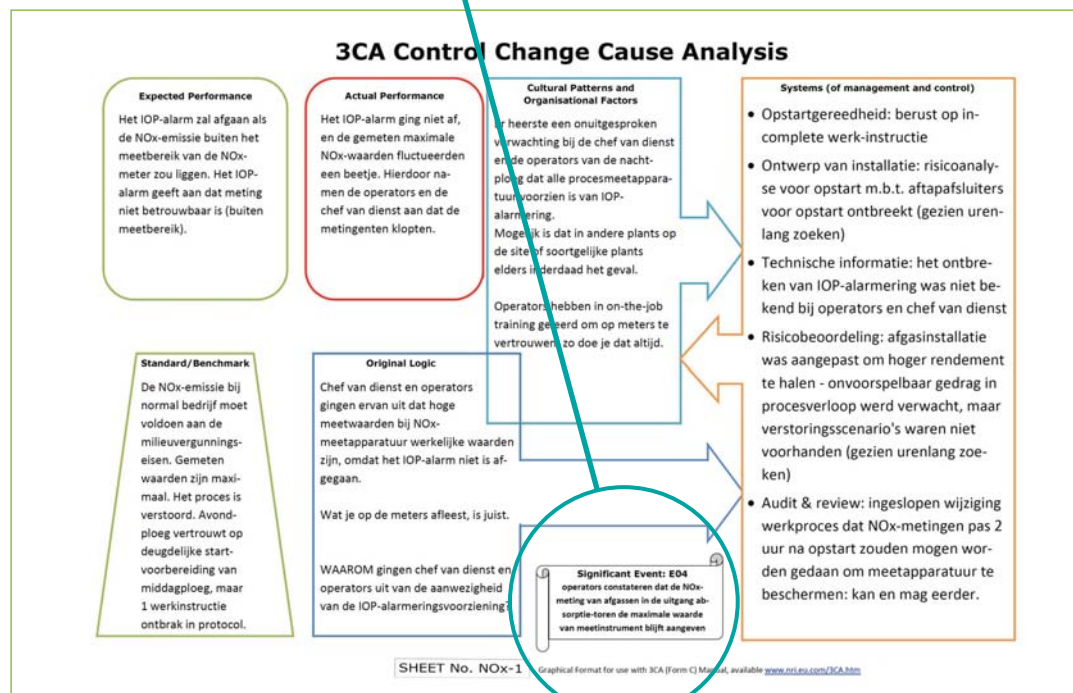 3CA Control Change Cause Analysis
Expected Performance
Het IOP-alarm zal afgaan als
de NOx-emissie buiten het
meetbereik van de NOx-
meter zou liggen. Het IOP-
alarm geeft aan dat meting
niet betrouwbaar is (buiten
meetbereik).
Actual Performance
Het IOP-alarm ging niet af,
en de gemeten maximale
NOx-waarden fluctueerden
een beetje. Hierdoor na-
men de operators en de
chef van dienst aan dat de
metingenten klopten.
Cultural Patterns and
Organisational Factors
Er heerste een onuitgesproken
verwachting bij de chef van dienst
en de operators van de nacht-
ploeg dat alle procesmeetappara-
tuur voorzien is van IOP-
alarmering.
Mogelijk is dat in andere plants op
de site of soortgelijke plants
elders inderdaad het geval.
Operators hebben in on-the-job
training geleerd om op meters te
vertrouwen, zo doe je dat altijd.
Systems (of management and control)
• Opstartgereedheid: berust op in-
complete werk-instructie
• Ontwerp van installatie: risicoanaly-
se voor opstart m.b.t. aftapafsluiters
voor opstart ontbreekt (gezien uren-
lang zoeken)
• Technische informatie: het ontbre-
ken van IOP-alarmering was niet be-
kend bij operators en chef van dienst
• Risicobeoordeling: afgasinstallatie
was aangepast om hoger rendement
te halen - onvoorspelbaar gedrag in
procesverloop werd verwacht, maar
verstoringsscenario's waren niet
voorhanden (gezien urenlang zoe-
ken)
• Audit & review: ingeslopen wijziging
werkproces dat NOx-metingen pas 2
uur na opstart zouden mogen wor-
den gedaan om meetapparatuur te
beschermen: kan en mag eerder.
Standard/Benchmark
De NOx-emissie bij
normal bedrijf moet
voldoen aan de
milieuvergunnings-
eisen. Gemeten
waarden zijn maxi-
maal. Het proces is
verstoord. Avond-
ploeg vertrouwt op
deugdelijke start-
voorbereiding van
middagploeg, maar
1 werkinstructie
ontbrak in protocol.
Original Logic
Chef van dienst en operators
gingen ervan uit dat hoge
meetwaarden bij NOx-
meetapparatuur werkelijke waarden
zijn, omdat het IOP-alarm niet is af-
gegaan.
Wat je op de meters afleest, is juist.
WAAROM gingen chef van dienst en
operators uit van de aanwezigheid
van de IOP-alarmeringsvoorziening?
Significant Event: E04
operators constateren dat de NOx-
meting van afgassen in de uitgang ab-
sorptie-toren de maximale waarde
van meetinstrument blijft aangeven
SHEET No. NOx-1
Graphical Format for use with 3CA (Form C) Manual, available www.nri.eu.com/3CA.htm